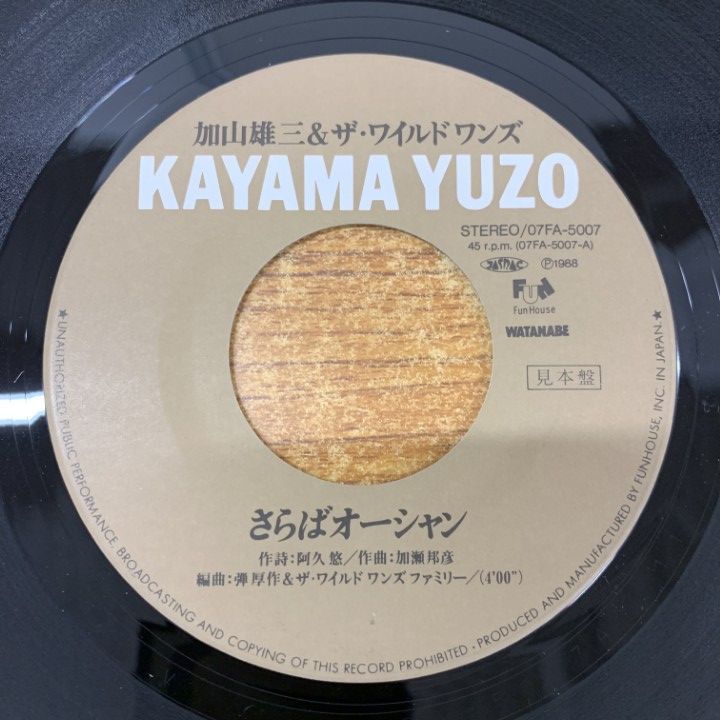 加山雄三&ザ・ワイルド ワンズ
KAYAMA YUZO
STEREO/07FA-5007
45 r.p.m. (07FA-5007-A)
JASRAC Ⓟ1988
FUN
FunHouse
WATANABE
見本盤
さらばオーシャン
作詩:阿久 悠/作曲:加瀬邦彦
編曲:弾 厚作&ザ・ワイルド ワンズ ファミリー/(4'00")
★UNAUTHORIZED PUBLIC PERFORMANCE, BROADCASTING AND COPYING OF THIS RECORD PROHIBITED • PRODUCED AND MANUFACTURED BY FUNHOUSE, INC. IN JAPAN.★